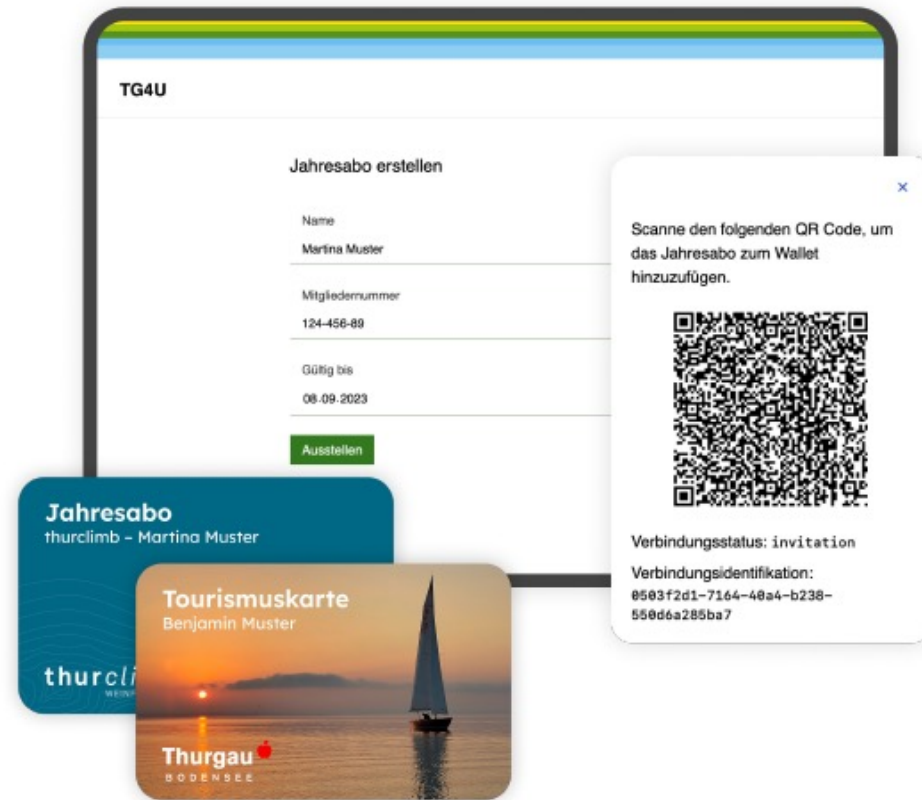 TG4U
Jahresabo erstellen
Name
Martina Muster
Mitgliedernummer
124-456-89
Gültig bis
08.09.2023
Ausstellen
×
Scanne den folgenden QR Code, um
das Jahresabo zum Wallet
hinzuzufügen.
Verbindungsstatus: invitation
Verbindungsidentifikation:
0503f2d1-7164-40a4-b238-
550d6a285ba7
Jahresabo
thurclimb – Martina Muster
Tourismuskarte
Benjamin Muster
Thurgau
BODENSEE